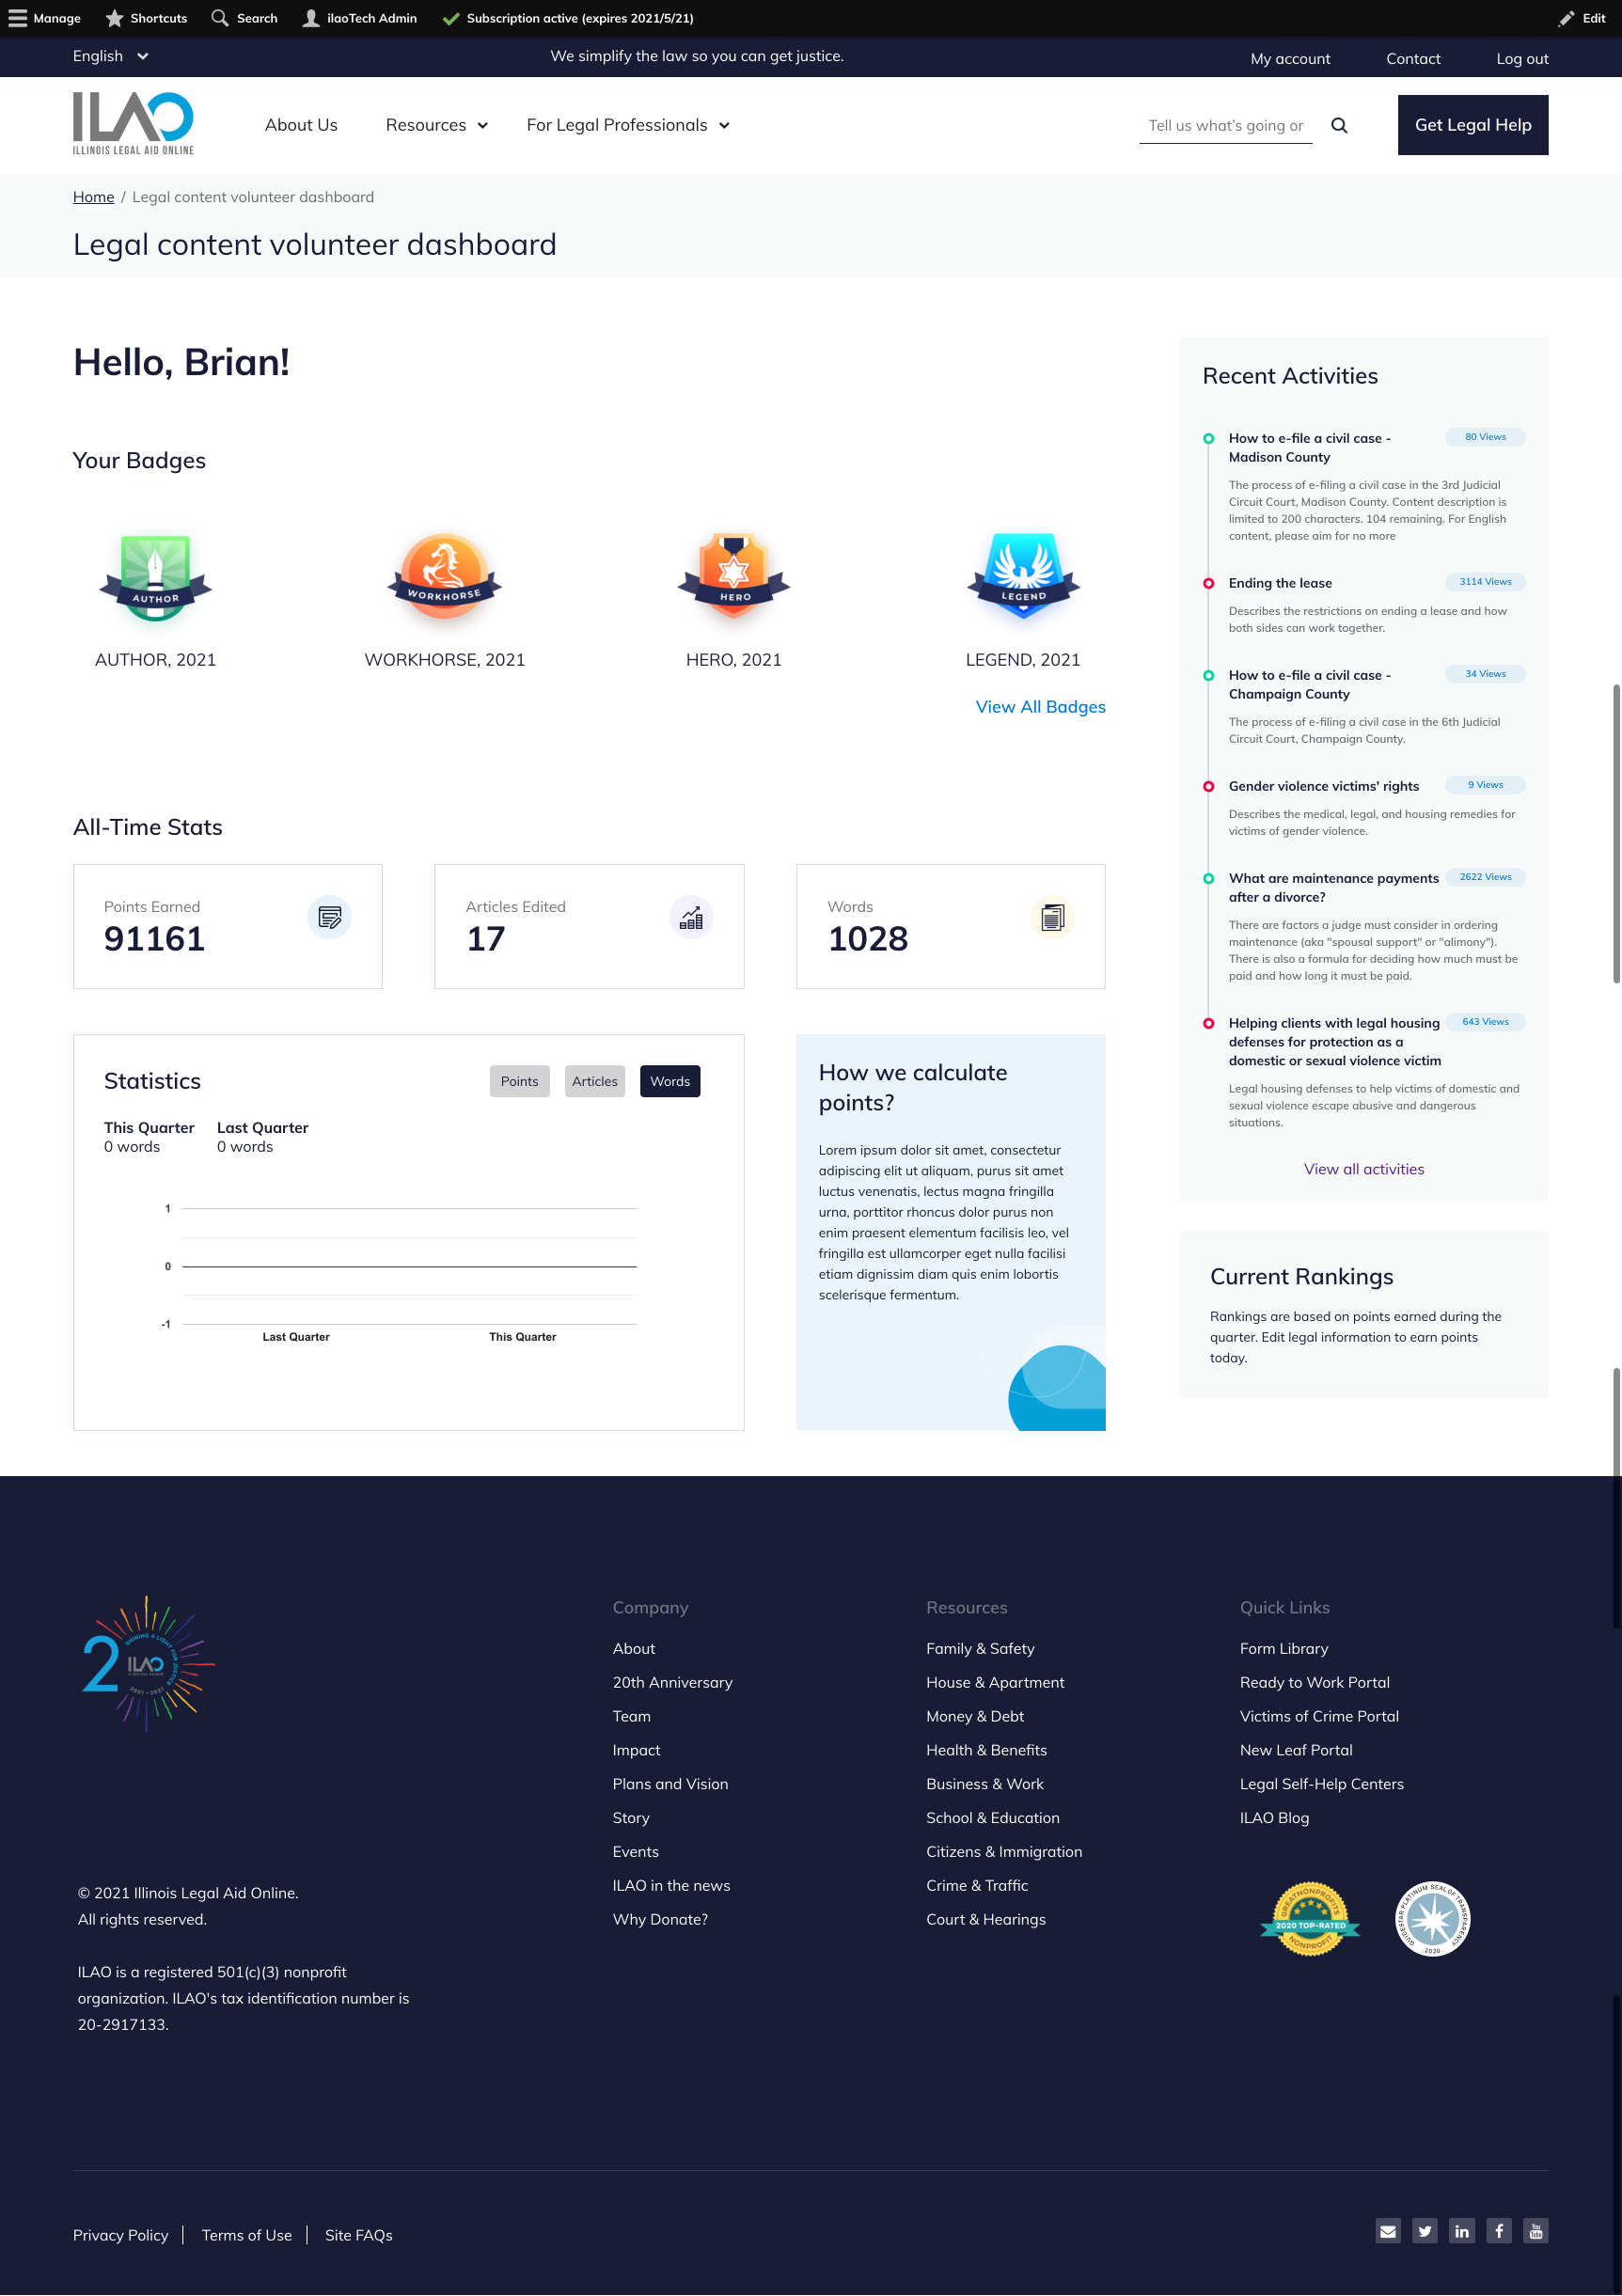 Manage Shortcuts Search ilaoTech Admin Subscription active (expires 2021/5/21) Edit
English We simplify the law so you can get justice. My account Contact Log out
ILAO
ILLINOIS LEGAL AID ONLINE
About Us Resources For Legal Professionals Tell us what's going or Get Legal Help
Home / Legal content volunteer dashboard
Legal content volunteer dashboard
Hello, Brian!
Your Badges
AUTHOR WORKHORSE HERO LEGEND
AUTHOR, 2021 WORKHORSE, 2021 HERO, 2021 LEGEND, 2021
View All Badges
All-Time Stats
Points Earned
91161
Articles Edited
17
Words
1028
Statistics
Points Articles Words
This Quarter Last Quarter
0 words 0 words
1
0
-1
Last Quarter This Quarter
How we calculate
points?
Lorem ipsum dolor sit amet, consectetur
adipiscing elit ut aliquam, purus sit amet
luctus venenatis, lectus magna fringilla
urna, porttitor rhoncus dolor purus non
enim praesent elementum facilisis leo, vel
fringilla est ullamcorper eget nulla facilisi
etiam dignissim diam quis enim lobortis
scelerisque fermentum.
Recent Activities
How to e-file a civil case - 80 Views
Madison County
The process of e-filing a civil case in the 3rd Judicial
Circuit Court, Madison County. Content description is
limited to 200 characters. 104 remaining. For English
content, please aim for no more
Ending the lease 3114 Views
Describes the restrictions on ending a lease and how
both sides can work together.
How to e-file a civil case - 34 Views
Champaign County
The process of e-filing a civil case in the 6th Judicial
Circuit Court, Champaign County.
Gender violence victims' rights 9 Views
Describes the medical, legal, and housing remedies for
victims of gender violence.
What are maintenance payments 2622 Views
after a divorce?
There are factors a judge must consider in ordering
maintenance (aka "spousal support" or "alimony").
There is also a formula for deciding how much must be
paid and how long it must be paid.
Helping clients with legal housing 643 Views
defenses for protection as a
domestic or sexual violence victim
Legal housing defenses to help victims of domestic and
sexual violence escape abusive and dangerous
situations.
View all activities
Current Rankings
Rankings are based on points earned during the
quarter. Edit legal information to earn points
today.
20
SHINING A LIGHT FOR JUSTICE
ILAO
2001 - 2021
© 2021 Illinois Legal Aid Online.
All rights reserved.
ILAO is a registered 501(c)(3) nonprofit
organization. ILAO's tax identification number is
20-2917133.
Company
About
20th Anniversary
Team
Impact
Plans and Vision
Story
Events
ILAO in the news
Why Donate?
Resources
Family & Safety
House & Apartment
Money & Debt
Health & Benefits
Business & Work
School & Education
Citizens & Immigration
Crime & Traffic
Court & Hearings
Quick Links
Form Library
Ready to Work Portal
Victims of Crime Portal
New Leaf Portal
Legal Self-Help Centers
ILAO Blog
GREATNONPROFITS
2020 TOP-RATED
NONPROFIT
GUIDESTAR PLATINUM SEAL OF TRANSPARENCY
2020
Privacy Policy Terms of Use Site FAQs
in f You Tube